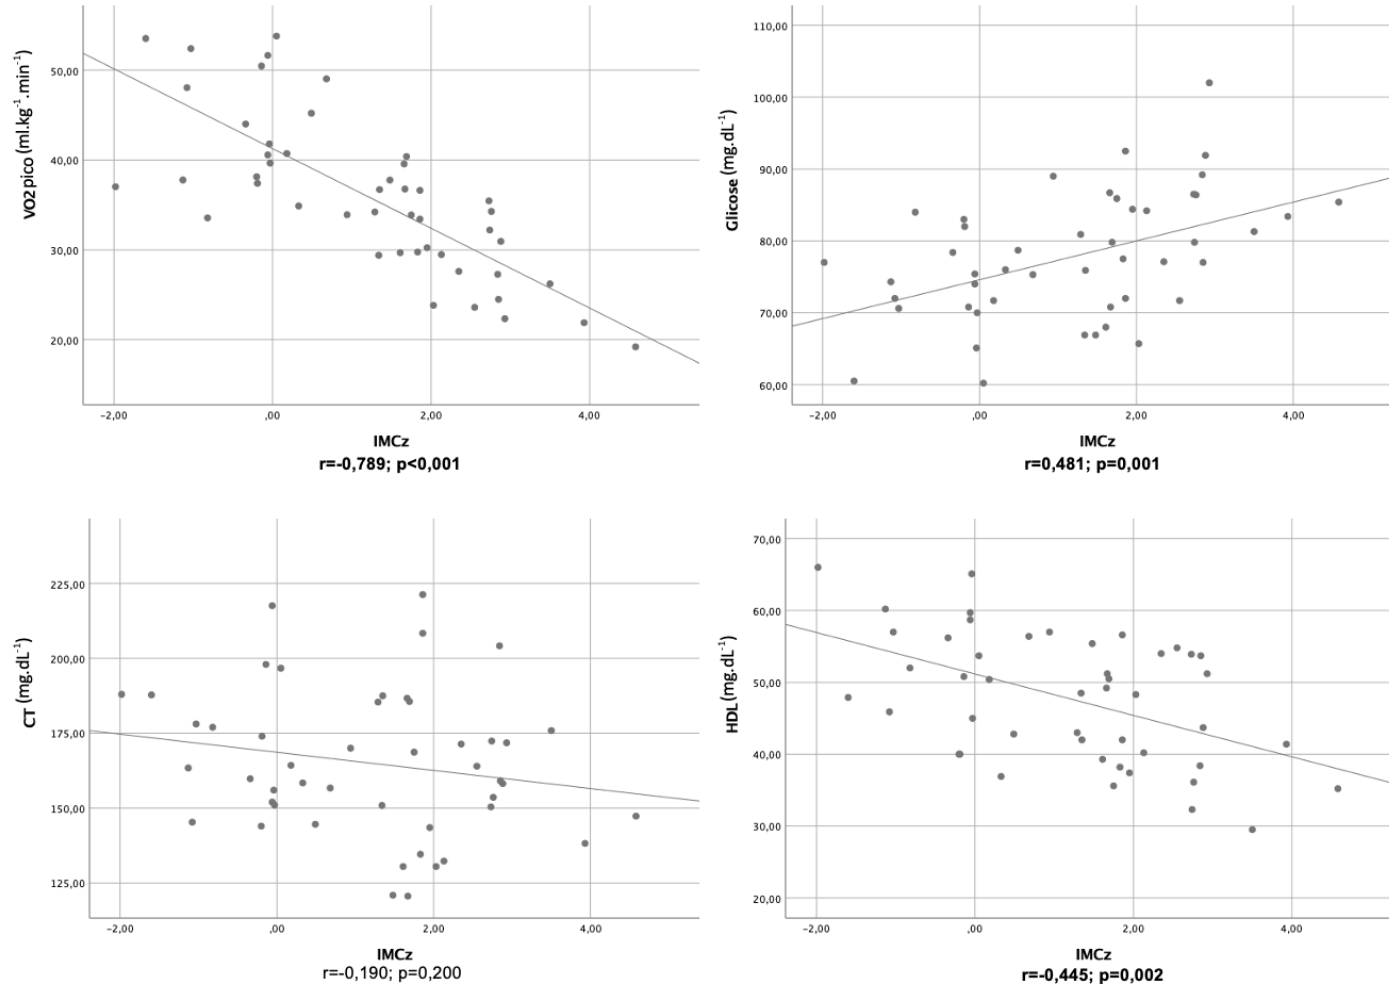 VO2pico (ml.kg⁻¹.min⁻¹)
50,00
40,00
30,00
20,00
−2,00 ,00 2,00 4,00
IMCz
r=-0,789; p<0,001
Glicose (mg.dL⁻¹)
110,00
100,00
90,00
80,00
70,00
60,00
−2,00 ,00 2,00 4,00
IMCz
r=0,481; p=0,001
CT (mg.dL⁻¹)
225,00
200,00
175,00
150,00
125,00
−2,00 ,00 2,00 4,00
IMCz
r=-0,190; p=0,200
HDL (mg.dL⁻¹)
70,00
60,00
50,00
40,00
30,00
20,00
−2,00 ,00 2,00 4,00
IMCz
r=-0,445; p=0,002